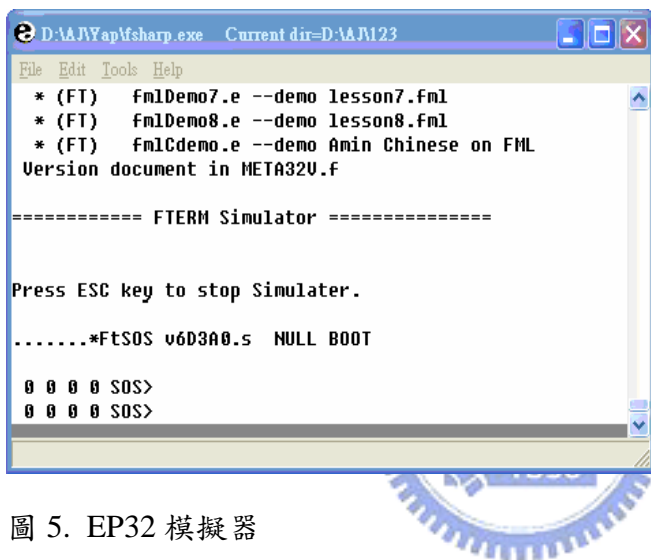 D:\AJ\Yap\fsharp.exe Current dir=D:\AJ\123
File Edit Tools Help
* (FT) fmlDemo7.e --demo lesson7.fml
* (FT) fmlDemo8.e --demo lesson8.fml
* (FT) fmlCdemo.e --demo Amin Chinese on FML
Version document in META32V.f
============ FTERM Simulator ===============
Press ESC key to stop Simulater.
.......*FtSOS v6D3A0.s NULL BOOT
0 0 0 0 SOS>
0 0 0 0 SOS>
圖 5. EP32 模擬器